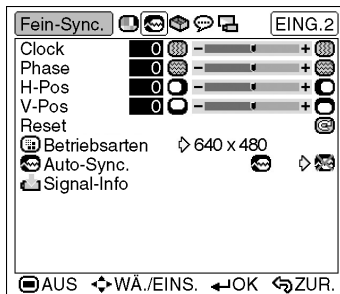 Fein-Sync. EING.2
Clock 0 - +
Phase 0 - +
H-Pos 0 - +
V-Pos 0 - +
Reset
Betriebsarten 640 x 480
Auto-Sync.
Signal-Info
AUS WÄ./EINS. OK ZUR.